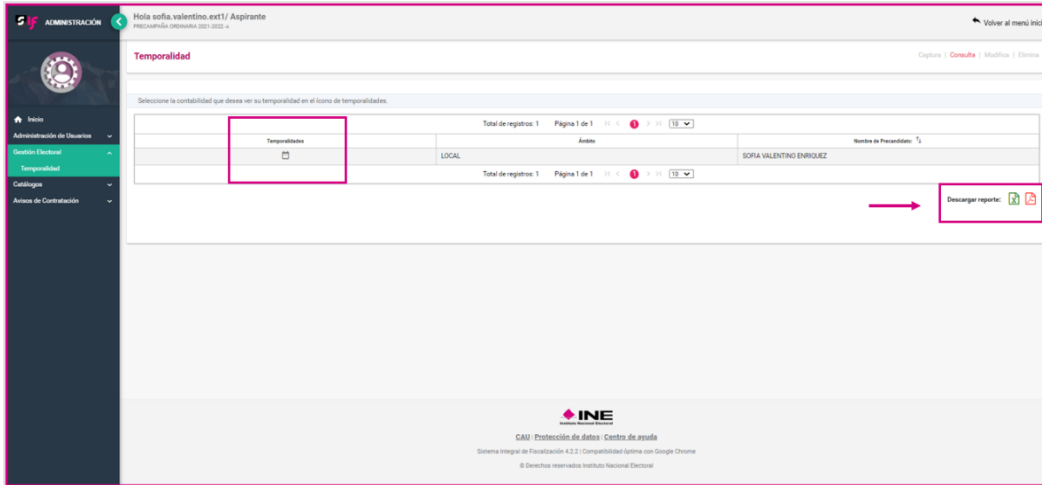 Sif ADMINISTRACIÓN
Hola sofia.valentino.ext1/ Aspirante
PRECAMPAÑA ORDINARIA 2021-2022
Volver al menú inici
Temporalidad
Captura | Consulta | Modifica | Elimina
Seleccione la contabilidad que desea ver su temporalidad en el ícono de temporalidades.
Inicio
Administración de Usuarios
Gestión Electoral
Temporalidad
Catálogos
Avisos de Contratación
Total de registros: 1 Página 1 de 1 1 10
Temporalidades Ámbito Nombre de Precandidato:
LOCAL SOFIA VALENTINO ENRIQUEZ
Total de registros: 1 Página 1 de 1 1 10
Descargar reporte:
INE
Instituto Nacional Electoral
CAU | Protección de datos | Centro de ayuda
Sistema Integral de Fiscalización 4.2.2 | Compatibilidad óptima con Google Chrome
© Derechos reservados Instituto Nacional Electoral